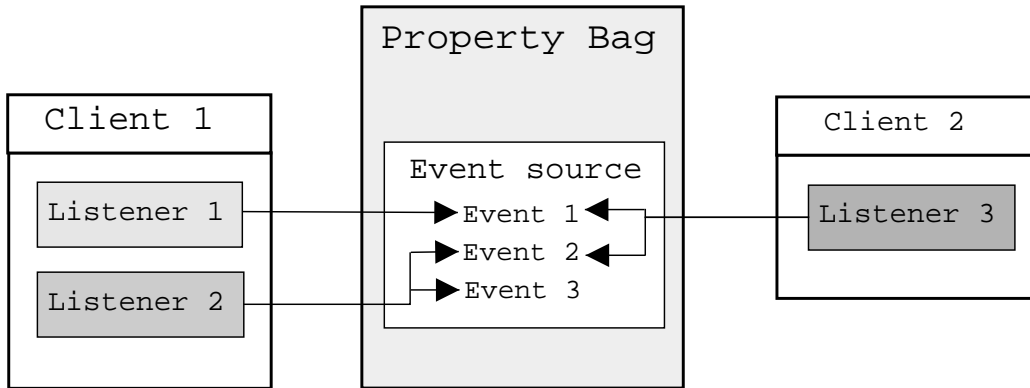 Property Bag
Client 1
Listener 1
Listener 2
Event source
Event 1
Event 2
Event 3
Client 2
Listener 3